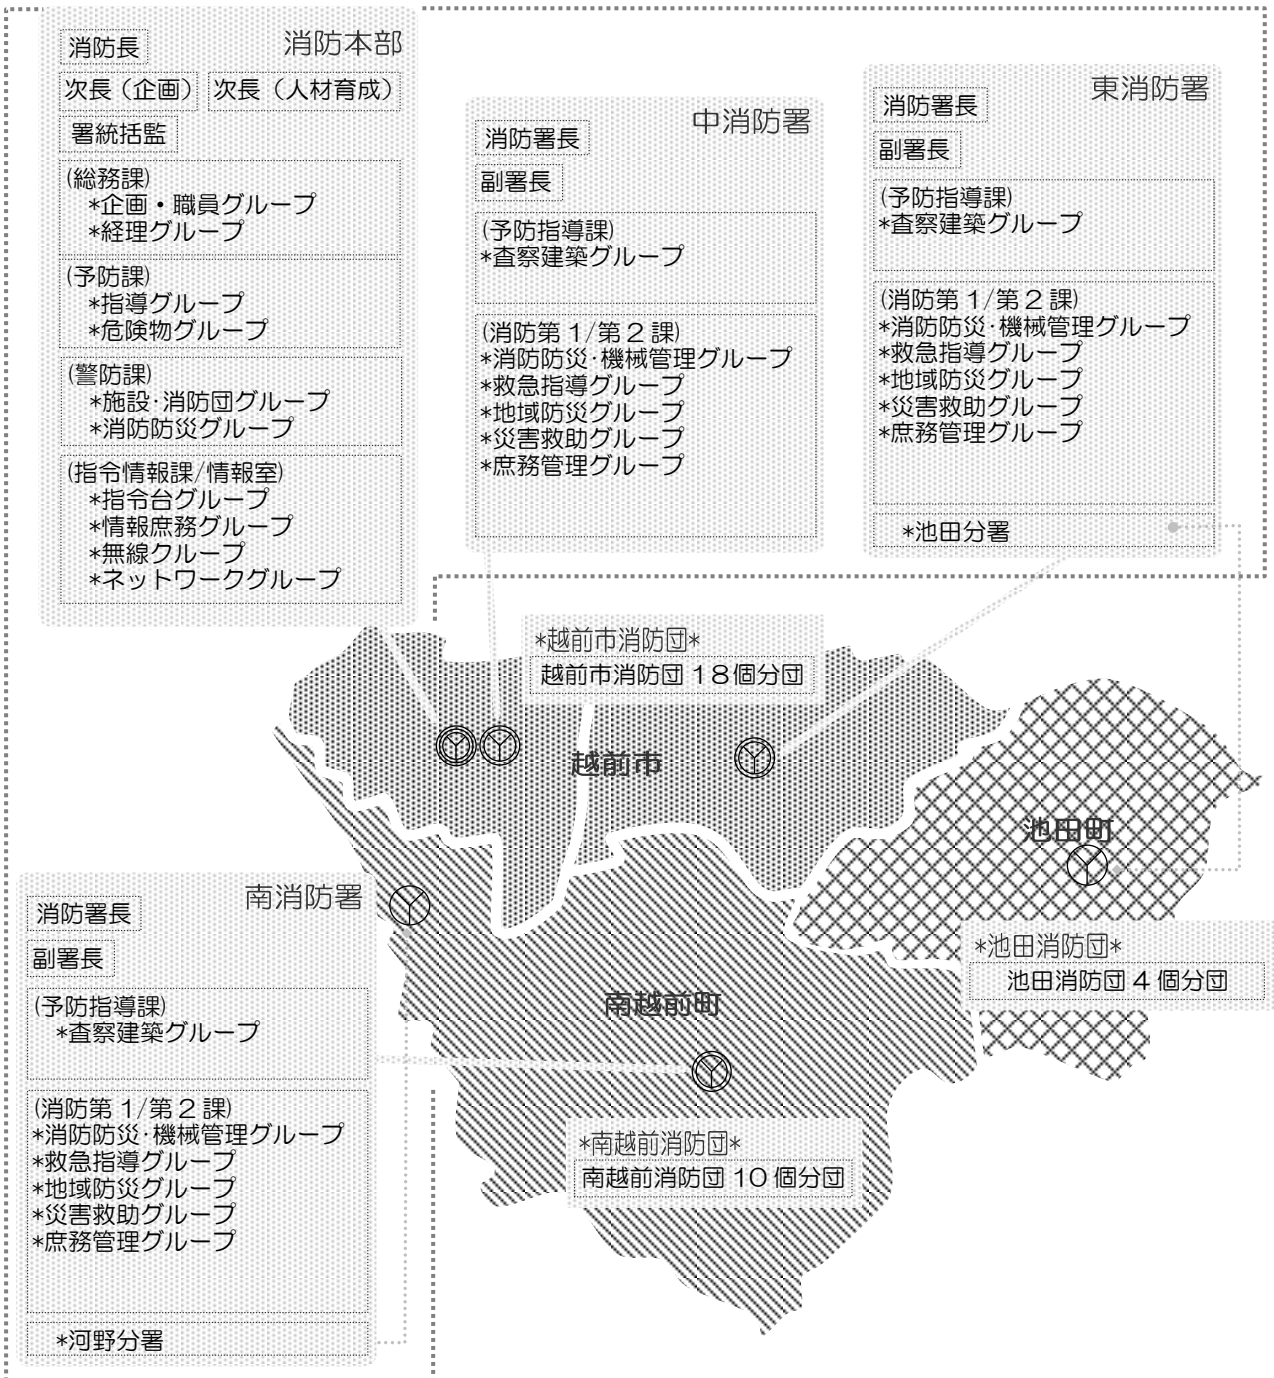 消防本部
消防長
次長（企画）
次長（人材育成）
署統括監
(総務課)
*企画・職員グループ
*経理グループ
(予防課)
*指導グループ
*危険物グループ
(警防課)
*施設･消防団グループ
*消防防災グループ
(指令情報課/情報室)
*指令台グループ
*情報庶務グループ
*無線クループ
*ネットワークグループ
中消防署
消防署長
副署長
(予防指導課)
*査察建築グループ
(消防第1/第2課)
*消防防災･機械管理グループ
*救急指導グループ
*地域防災グループ
*災害救助グループ
*庶務管理グループ
東消防署
消防署長
副署長
(予防指導課)
*査察建築グループ
(消防第1/第2課)
*消防防災･機械管理グループ
*救急指導グループ
*地域防災グループ
*災害救助グループ
*庶務管理グループ
*池田分署
*越前市消防団*
越前市消防団18個分団
越前市
池田町
南消防署
消防署長
副署長
(予防指導課)
*査察建築グループ
(消防第1/第2課)
*消防防災･機械管理グループ
*救急指導グループ
*地域防災グループ
*災害救助グループ
*庶務管理グループ
*河野分署
*池田消防団*
池田消防団4個分団
南越前町
*南越前消防団*
南越前消防団10個分団